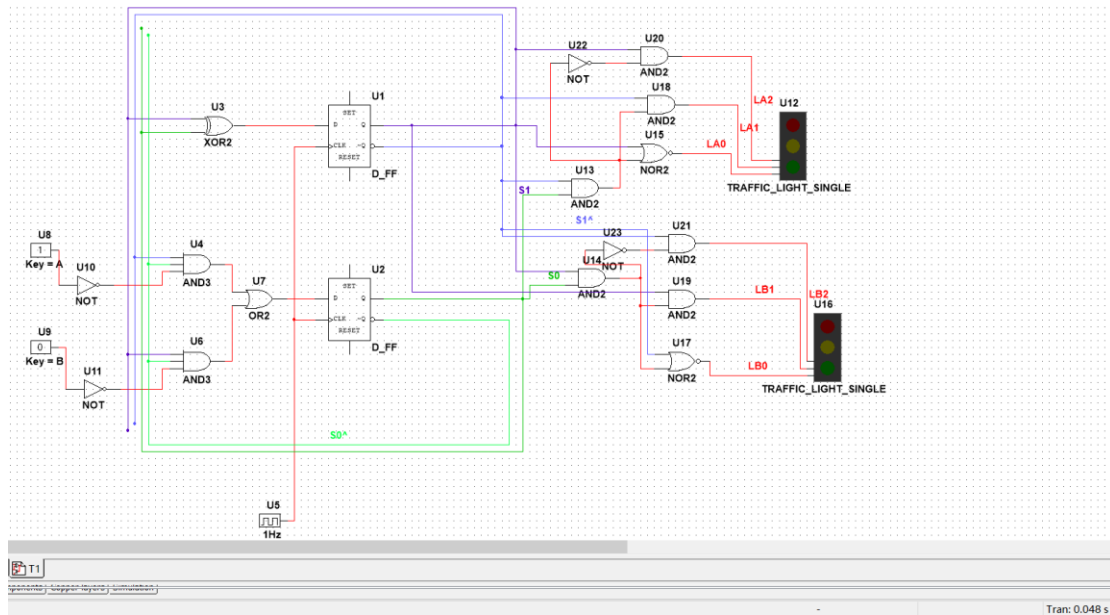 U20
U22
AND2
NOT
U18
U1
U12
LA2
U3
SET
AND2
D
Q
U15
LA1
XOR2
CLK
-Q
LA0
RESET
U13
NOR2
D_FF
TRAFFIC_LIGHT_SINGLE
S1
AND2
S1^
U8
U23
U21
1
U4
Key = A
U10
U14
NOT
AND2
U2
S0
U7
AND3
SET
AND2
U19
LB1
LB2
NOT
D
Q
U16
OR2
AND2
CLK
-Q
U9
U6
RESET
U17
0
D_FF
Key = B
U11
LB0
AND3
NOR2
TRAFFIC_LIGHT_SINGLE
NOT
S0^
U5
1Hz
T1
Copper layers
Simulation
-
Tran: 0.048 s